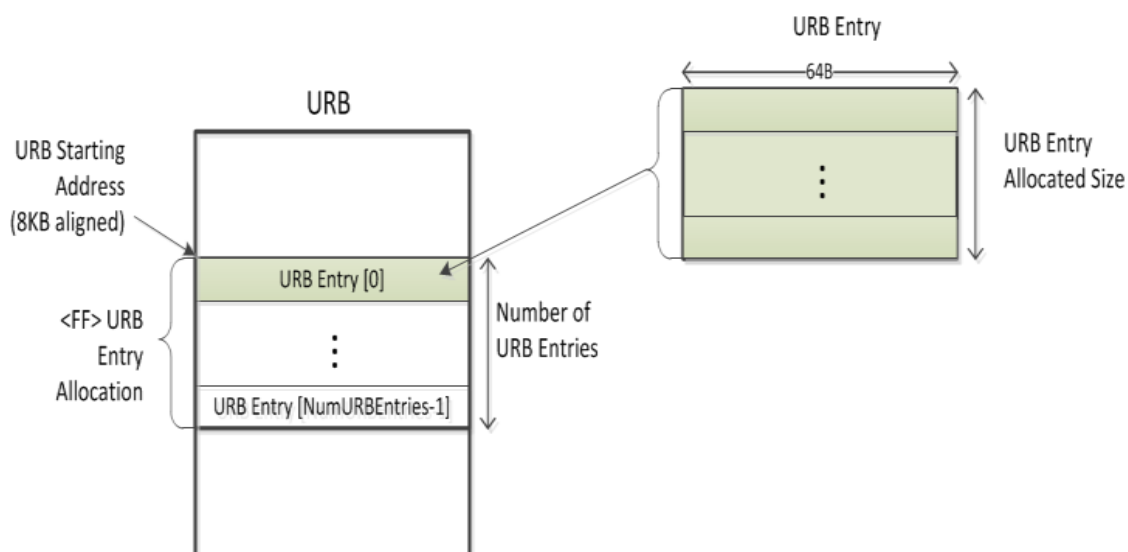 URB Entry
64B
URB
URB Starting
Address
(8KB aligned)
URB Entry
Allocated Size
URB Entry [0]
<FF> URB
Entry
Allocation
Number of
URB Entries
URB Entry [NumURBEntries-1]